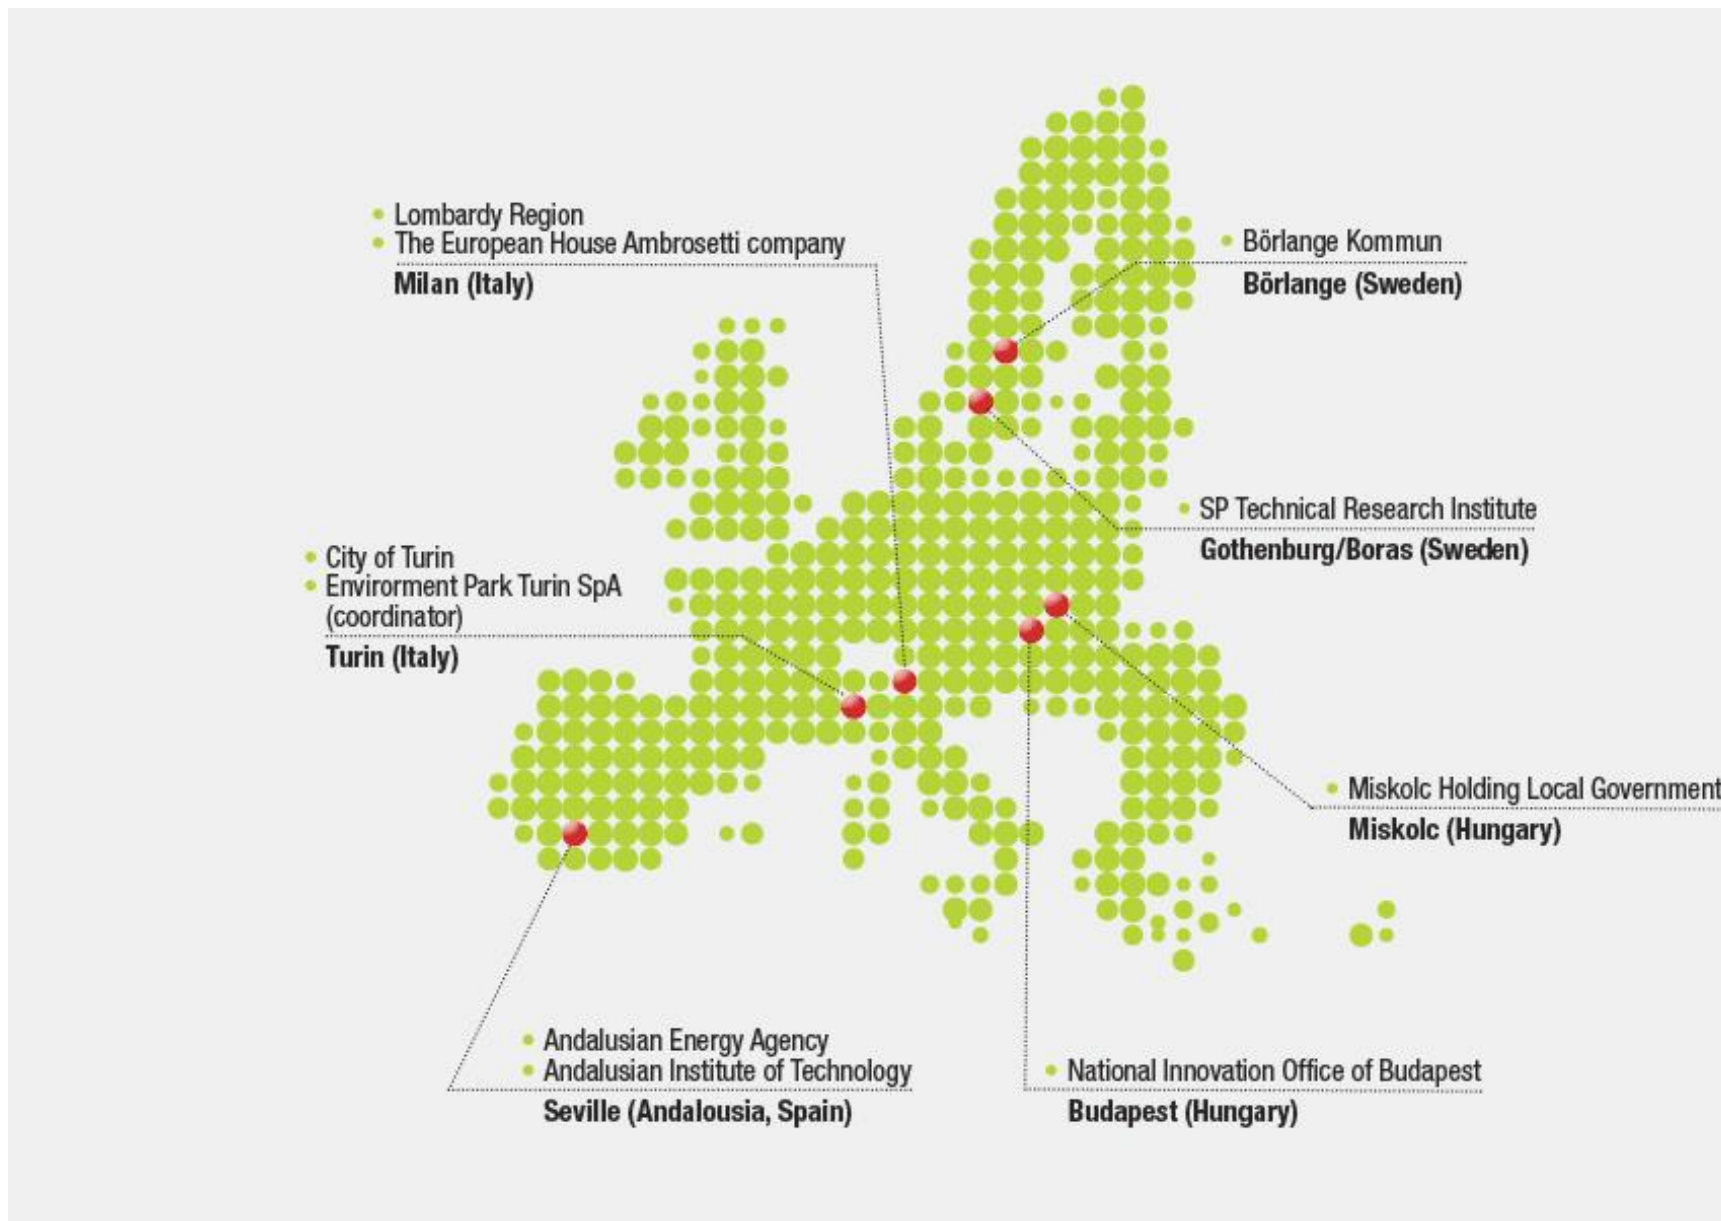 Lombardy Region
The European House Ambrosetti company
Milan (Italy)
Börlange Kommun
Börlange (Sweden)
SP Technical Research Institute
Gothenburg/Boras (Sweden)
City of Turin
Envirorment Park Turin SpA
(coordinator)
Turin (Italy)
Miskolc Holding Local Government
Miskolc (Hungary)
Andalusian Energy Agency
Andalusian Institute of Technology
Seville (Andalousia, Spain)
National Innovation Office of Budapest
Budapest (Hungary)